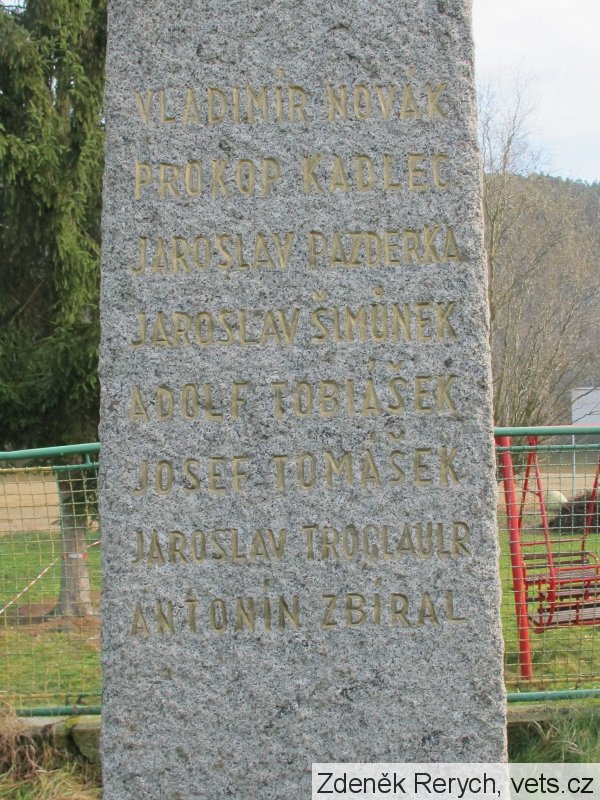 VLADIMÍR NOVÁK
PROKOP KADLEC
JAROSLAV PAZDERKA
JAROSLAV ŠIMŮNEK
ADOLF TOBIÁŠEK
JOSEF TOMÁŠEK
JAROSLAV TROGLAULR
ANTONÍN ZBÍRAL
Zdeněk Rerych, vets.cz